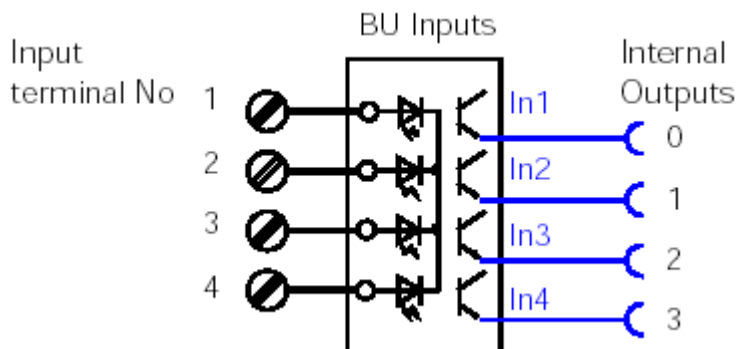 BU Inputs
Input
terminal No
Internal
Outputs
1
In1
0
2
In2
1
3
In3
2
4
In4
3